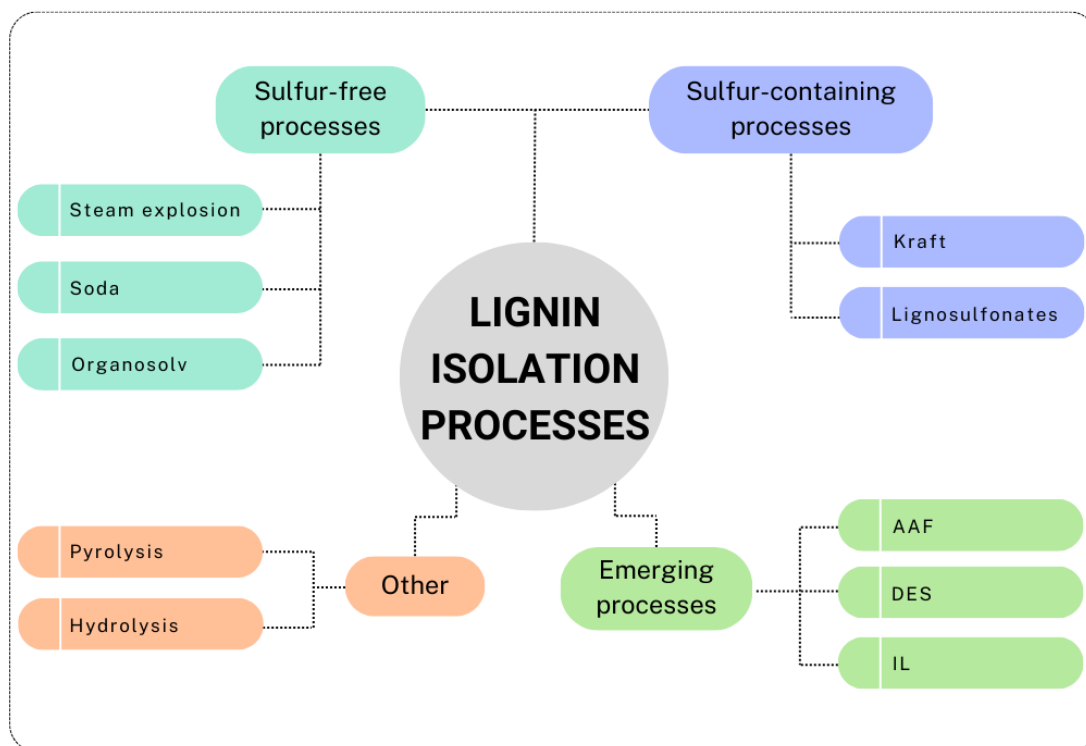 Sulfur-free
processes
Sulfur-containing
processes
Steam explosion
Soda
Organosolv
Kraft
Lignosulfonates
LIGNIN
ISOLATION
PROCESSES
Pyrolysis
Hydrolysis
Other
Emerging
processes
AAF
DES
IL